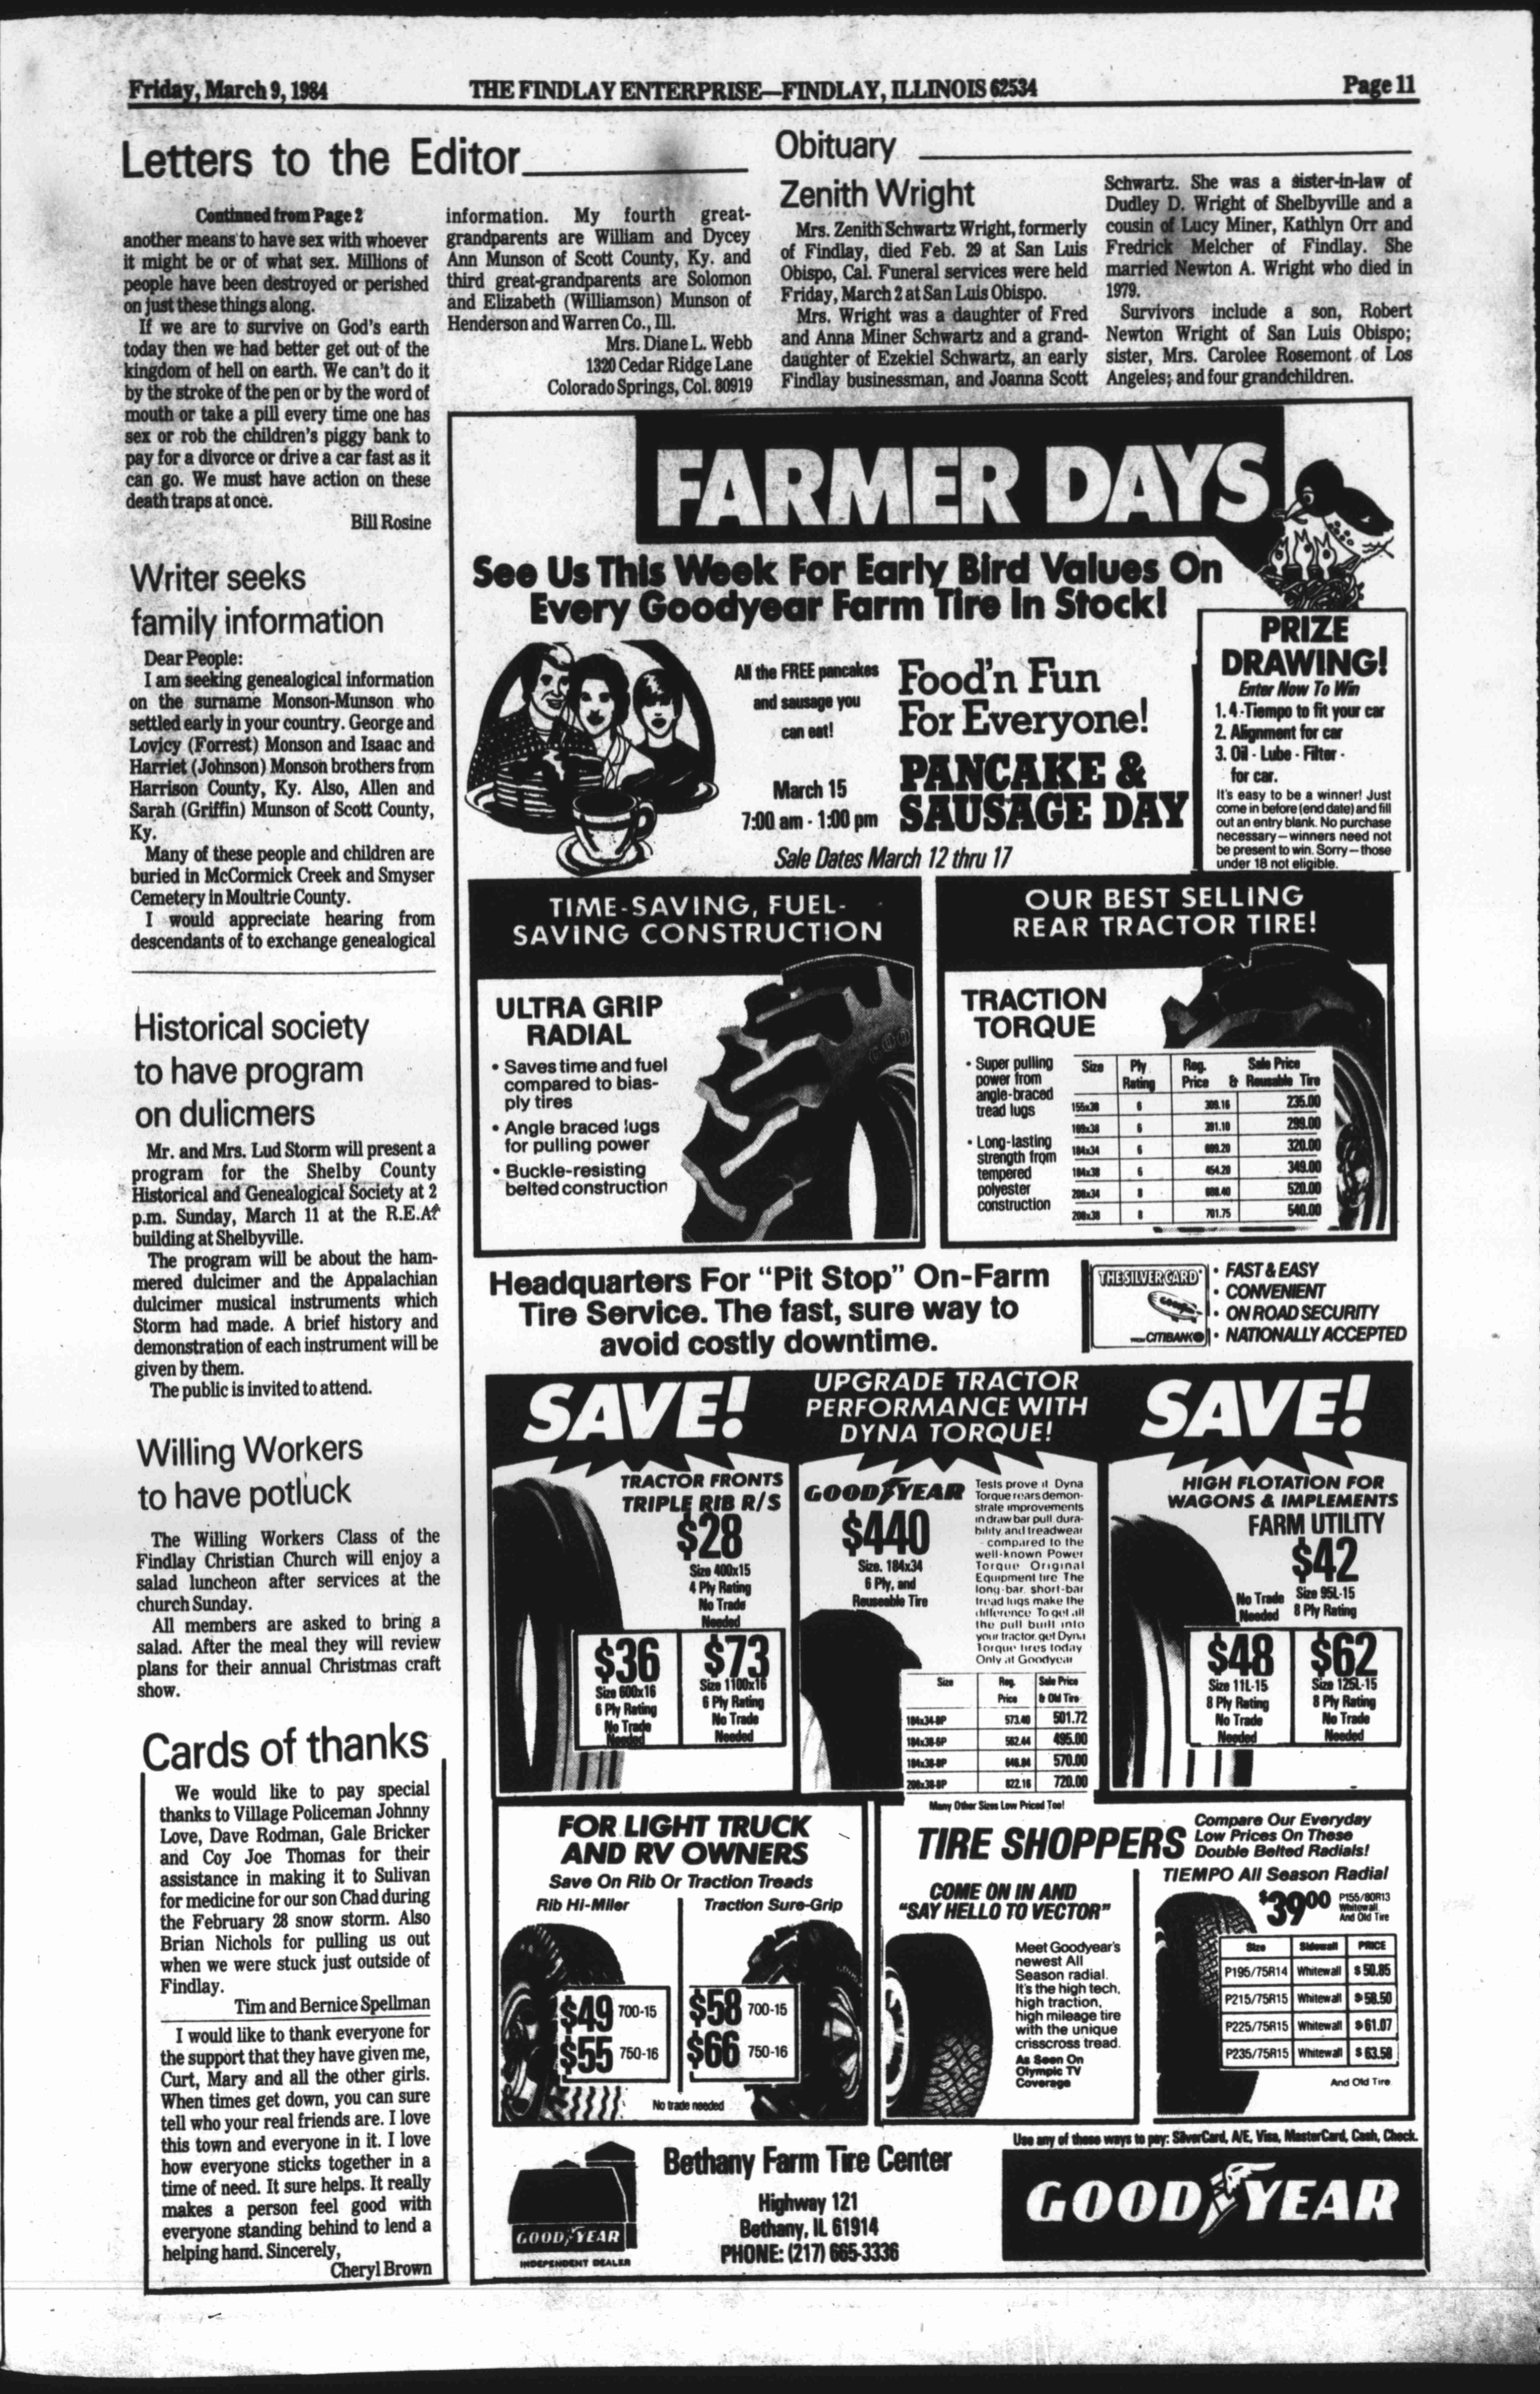 Friday, March 9, 1984
THE FINDLAY ENTERPRISE—FINDLAY, ILLINOIS 62534
Page 11
Letters to the Editor
Continued from Page 2
another means to have sex with whoever
it might be or of what sex. Millions of
people have been destroyed or perished
on just these things along.
If we are to survive on God's earth
today then we had better get out of the
kingdom of hell on earth. We can't do it
by the stroke of the pen or by the word of
mouth or take a pill every time one has
sex or rob the children's piggy bank to
pay for a divorce or drive a car fast as it
can go. We must have action on these
death traps at once.
Bill Rosine
Writer seeks
family information
Dear People:
I am seeking genealogical information
on the surname Monson-Munson who
settled early in your country. George and
Lovicy (Forrest) Monson and Isaac and
Harriet (Johnson) Monson brothers from
Harrison County, Ky. Also, Allen and
Sarah (Griffin) Munson of Scott County,
Ky.
Many of these people and children are
buried in McCormick Creek and Smyser
Cemetery in Moultrie County.
I would appreciate hearing from
descendants of to exchange genealogical
information. My fourth great-
grandparents are William and Dycey
Ann Munson of Scott County, Ky. and
third great-grandparents are Solomon
and Elizabeth (Williamson) Munson of
Henderson and Warren Co., Ill.
Mrs. Diane L. Webb
1320 Cedar Ridge Lane
Colorado Springs, Col. 80919
Historical society
to have program
on dulicmers
Mr. and Mrs. Lud Storm will present a
program for the Shelby County
Historical and Genealogical Society at 2
p.m. Sunday, March 11 at the R.E.A.
building at Shelbyville.
The program will be about the ham-
mered dulcimer and the Appalachian
dulcimer musical instruments which
Storm had made. A brief history and
demonstration of each instrument will be
given by them.
The public is invited to attend.
Willing Workers
to have potluck
The Willing Workers Class of the
Findlay Christian Church will enjoy a
salad luncheon after services at the
church Sunday.
All members are asked to bring a
salad. After the meal they will review
plans for their annual Christmas craft
show.
Cards of thanks
We would like to pay special
thanks to Village Policeman Johnny
Love, Dave Rodman, Gale Bricker
and Coy Joe Thomas for their
assistance in making it to Sulivan
for medicine for our son Chad during
the February 28 snow storm. Also
Brian Nichols for pulling us out
when we were stuck just outside of
Findlay.
Tim and Bernice Spellman
I would like to thank everyone for
the support that they have given me,
Curt, Mary and all the other girls.
When times get down, you can sure
tell who your real friends are. I love
this town and everyone in it. I love
how everyone sticks together in a
time of need. It sure helps. It really
makes a person feel good with
everyone standing behind to lend a
helping hand. Sincerely,
Cheryl Brown
Obituary
Zenith Wright
Mrs. Zenith Schwartz Wright, formerly
of Findlay, died Feb. 29 at San Luis
Obispo, Cal. Funeral services were held
Friday, March 2 at San Luis Obispo.
Mrs. Wright was a daughter of Fred
and Anna Miner Schwartz and a grand-
daughter of Ezekiel Schwartz, an early
Findlay businessman, and Joanna Scott
Schwartz. She was a sister-in-law of
Dudley D. Wright of Shelbyville and a
cousin of Lucy Miner, Kathlyn Orr and
Fredrick Melcher of Findlay. She
married Newton A. Wright who died in
1979.
Survivors include a son, Robert
Newton Wright of San Luis Obispo;
sister, Mrs. Carolee Rosemont of Los
Angeles; and four grandchildren.
FARMER DAYS
See Us This Week For Early Bird Values On
Every Goodyear Farm Tire In Stock!
All the FREE pancakes
and sausage you
can eat!
March 15
7:00 am - 1:00 pm
Food'n Fun
For Everyone!
PANCAKE &
SAUSAGE DAY
Sale Dates March 12 thru 17
PRIZE
DRAWING!
Enter Now To Win
1. 4-Tiempo to fit your car
2. Alignment for car
3. Oil - Lube - Filter -
for car.
It's easy to be a winner! Just
come in before (end date) and fill
out an entry blank. No purchase
necessary—winners need not
be present to win. Sorry—those
under 18 not eligible.
TIME-SAVING, FUEL-
SAVING CONSTRUCTION
ULTRA GRIP
RADIAL
• Saves time and fuel
compared to bias-
ply tires
• Angle braced lugs
for pulling power
• Buckle-resisting
belted construction
OUR BEST SELLING
REAR TRACTOR TIRE!
TRACTION
TORQUE
• Super pulling
power from
angle-braced
tread lugs
• Long-lasting
strength from
tempered
polyester
construction
Size Ply Rating Reg. Price Sale Price & Reusable Tire
155x38 6 309.16 235.00
169x38 6 391.10 299.00
184x34 6 320.00
184x38 6 454.20 349.00
208x34 8 520.00
208x38 8 701.75 540.00
Headquarters For "Pit Stop" On-Farm
Tire Service. The fast, sure way to
avoid costly downtime.
THE SILVER CARD
FROM CITIBANK
• FAST & EASY
• CONVENIENT
• ON ROAD SECURITY
• NATIONALLY ACCEPTED
SAVE!
TRACTOR FRONTS
TRIPLE RIB R/S
$28
Size 400x15
4 Ply Rating
No Trade
Needed
$36
Size 600x16
6 Ply Rating
No Trade
Needed
$73
Size 1100x16
6 Ply Rating
No Trade
Needed
UPGRADE TRACTOR
PERFORMANCE WITH
DYNA TORQUE!
GOODYEAR
$440
Size. 184x34
6 Ply, and
Reuseable Tire
Tests prove it Dyna
Torque rears demon-
strate improvements
in draw bar pull dura-
bility and treadwear
- compared to the
well-known Power
Torque Original
Equipment tire The
long-bar short-bar
tread lugs make the
difference To get all
the pull built into
your tractor, get Dyna
Torque tires today
Only at Goodyear
Size Reg. Price Sale Price & Old Tire
184x34-8P 573.40 501.72
184x38-6P 562.44 495.00
184x38-8P 646.84 570.00
208x38-8P 822.16 720.00
Many Other Sizes Low Priced Too!
SAVE!
HIGH FLOTATION FOR
WAGONS & IMPLEMENTS
FARM UTILITY
$42
No Trade Needed
Size 95L-15
8 Ply Rating
$48
Size 11L-15
8 Ply Rating
No Trade
Needed
$62
Size 125L-15
8 Ply Rating
No Trade
Needed
FOR LIGHT TRUCK
AND RV OWNERS
Save On Rib Or Traction Treads
Rib Hi-Miler
$49 700-15
$55 750-16
Traction Sure-Grip
$58 700-15
$66 750-16
No trade needed
TIRE SHOPPERS
Compare Our Everyday
Low Prices On These
Double Belted Radials!
COME ON IN AND
"SAY HELLO TO VECTOR"
Meet Goodyear's
newest All
Season radial.
It's the high tech,
high traction,
high mileage tire
with the unique
crisscross tread.
As Seen On
Olympic TV
Coverage
TIEMPO All Season Radial
$39.00
P155/80R13
Whitewall
And Old Tire
Size Sidewall PRICE
P195/75R14 Whitewall $50.85
P215/75R15 Whitewall $58.50
P225/75R15 Whitewall $61.07
P235/75R15 Whitewall $63.58
And Old Tire
GOODYEAR
INDEPENDENT DEALER
Bethany Farm Tire Center
Highway 121
Bethany, IL 61914
PHONE: (217) 665-3336
Use any of these ways to pay: SilverCard, A/E, Visa, MasterCard, Cash, Check.
GOODYEAR